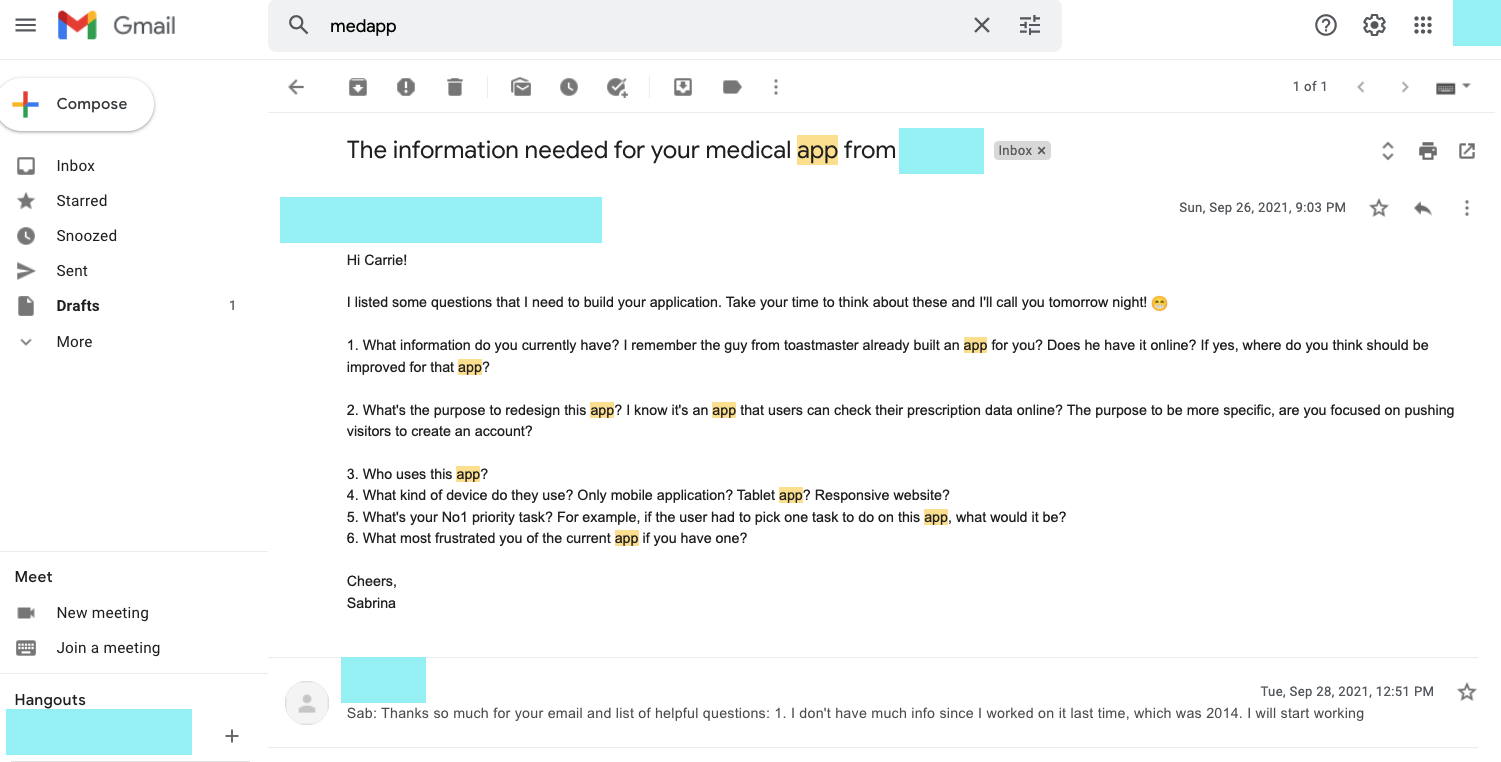 Gmail
medapp
Compose
1 of 1
Inbox
Starred
Snoozed
Sent
Drafts 1
More
The information needed for your medical app from
Inbox ×
Sun, Sep 26, 2021, 9:03 PM
Hi Carrie!
I listed some questions that I need to build your application. Take your time to think about these and I'll call you tomorrow night! 😁
1. What information do you currently have? I remember the guy from toastmaster already built an app for you? Does he have it online? If yes, where do you think should be
improved for that app?
2. What's the purpose to redesign this app? I know it's an app that users can check their prescription data online? The purpose to be more specific, are you focused on pushing
visitors to create an account?
3. Who uses this app?
4. What kind of device do they use? Only mobile application? Tablet app? Responsive website?
5. What's your No1 priority task? For example, if the user had to pick one task to do on this app, what would it be?
6. What most frustrated you of the current app if you have one?
Cheers,
Sabrina
Meet
New meeting
Join a meeting
Hangouts
Tue, Sep 28, 2021, 12:51 PM
Sab: Thanks so much for your email and list of helpful questions: 1. I don't have much info since I worked on it last time, which was 2014. I will start working